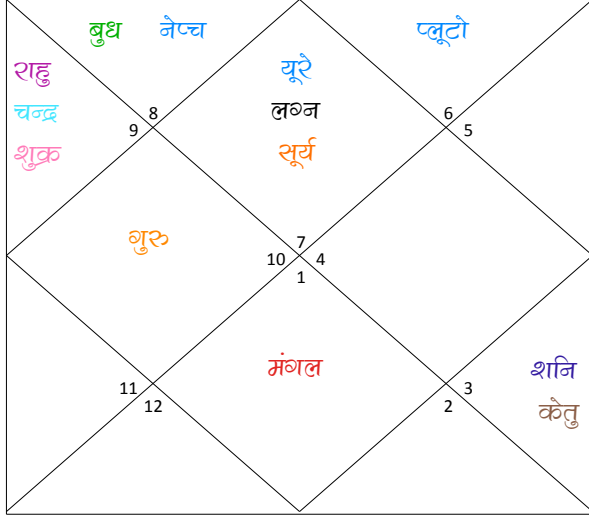 बुध नेप्च प्लूटो
राहु यूरे
चन्द्र लग्न
शुक्र सूर्य
8 6
9 5
गुरु
7
10 4
1
मंगल शनि
केतु
11 3
12 2